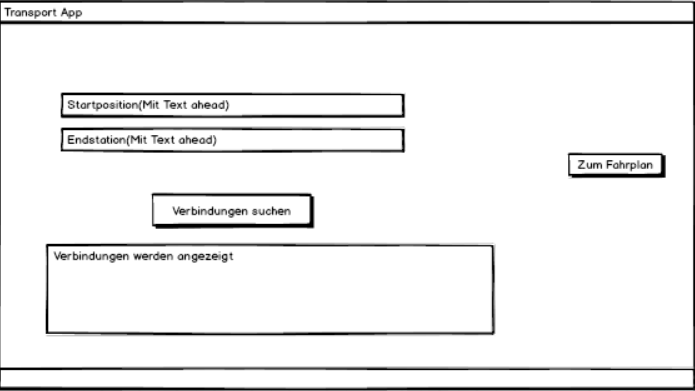 Transport App
Startposition(Mit Text ahead)
Endstation(Mit Text ahead)
Zum Fahrplan
Verbindungen suchen
Verbindungen werden angezeigt